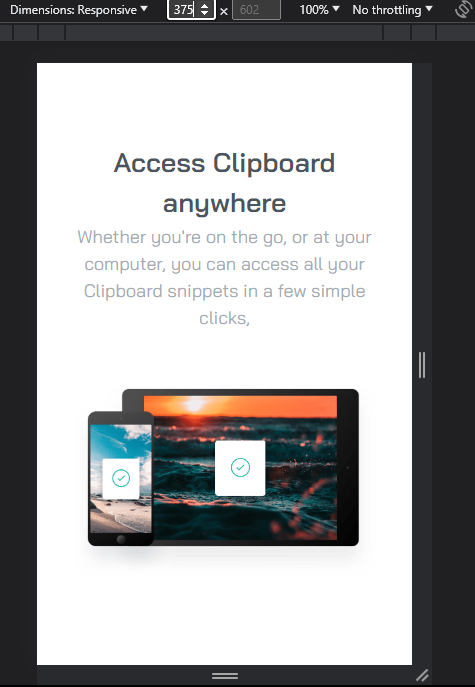 Dimensions: Responsive 375 × 602 100% No throttling
Access Clipboard
anywhere
Whether you're on the go, or at your
computer, you can access all your
Clipboard snippets in a few simple
clicks,